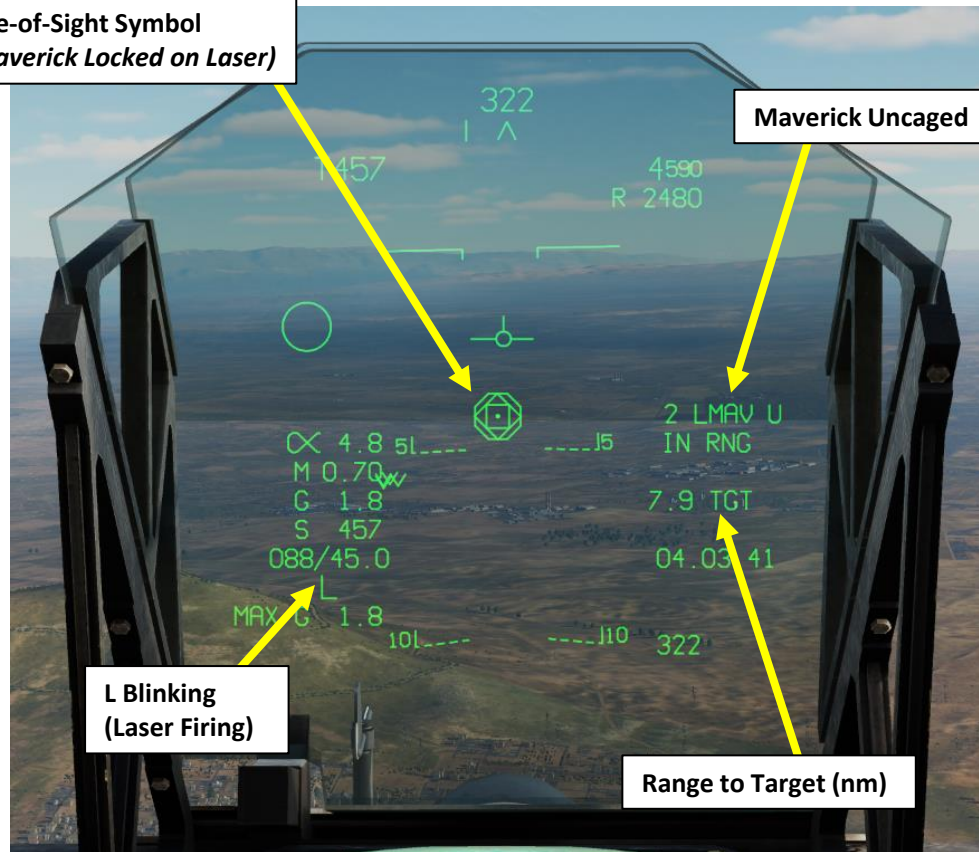 e-of-Sight Symbol
averick Locked on Laser)
Maverick Uncaged
322
T457
4590
R 2480
2 LMAV U
IN RNG
α 4.8
5 5
M 0.70
G 1.8
7.9 TGT
S 457
088/45.0
04.03 41
L
MAX G 1.8
10 10
322
L Blinking
(Laser Firing)
Range to Target (nm)